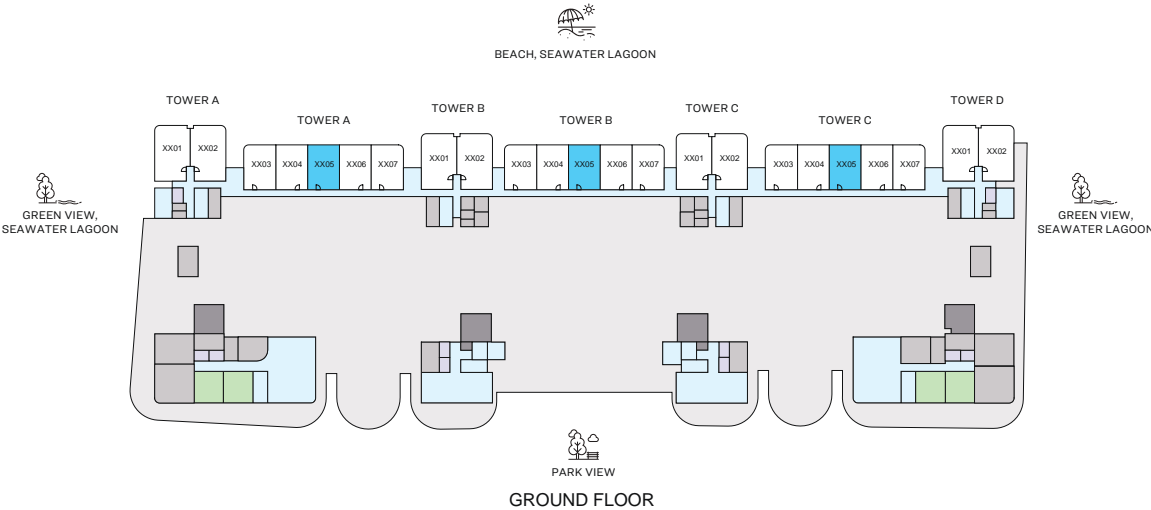 BEACH, SEAWATER LAGOON
TOWER A
TOWER B
TOWER C
TOWER D
TOWER A
TOWER B
TOWER C
XX01
XX02
XX03
XX04
XX05
XX06
XX07
XX01
XX02
XX03
XX04
XX05
XX06
XX07
XX01
XX02
XX03
XX04
XX05
XX06
XX07
XX01
XX02
GREEN VIEW,
SEAWATER LAGOON
GREEN VIEW,
SEAWATER LAGOON
PARK VIEW
GROUND FLOOR